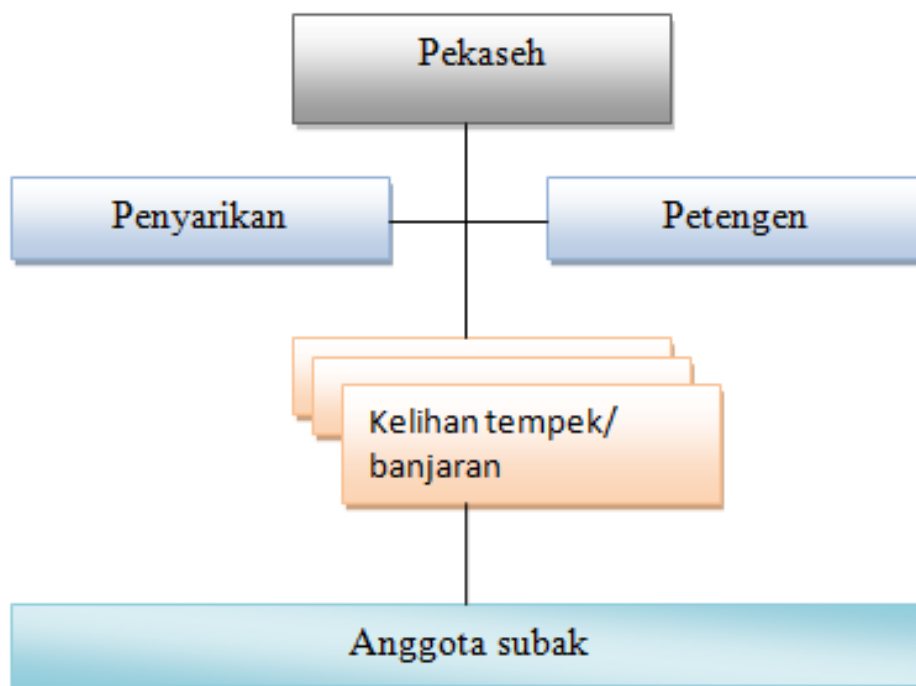 Pekaseh
Penyarikan
Petengen
Kelihan tempek/
banjaran
Anggota subak